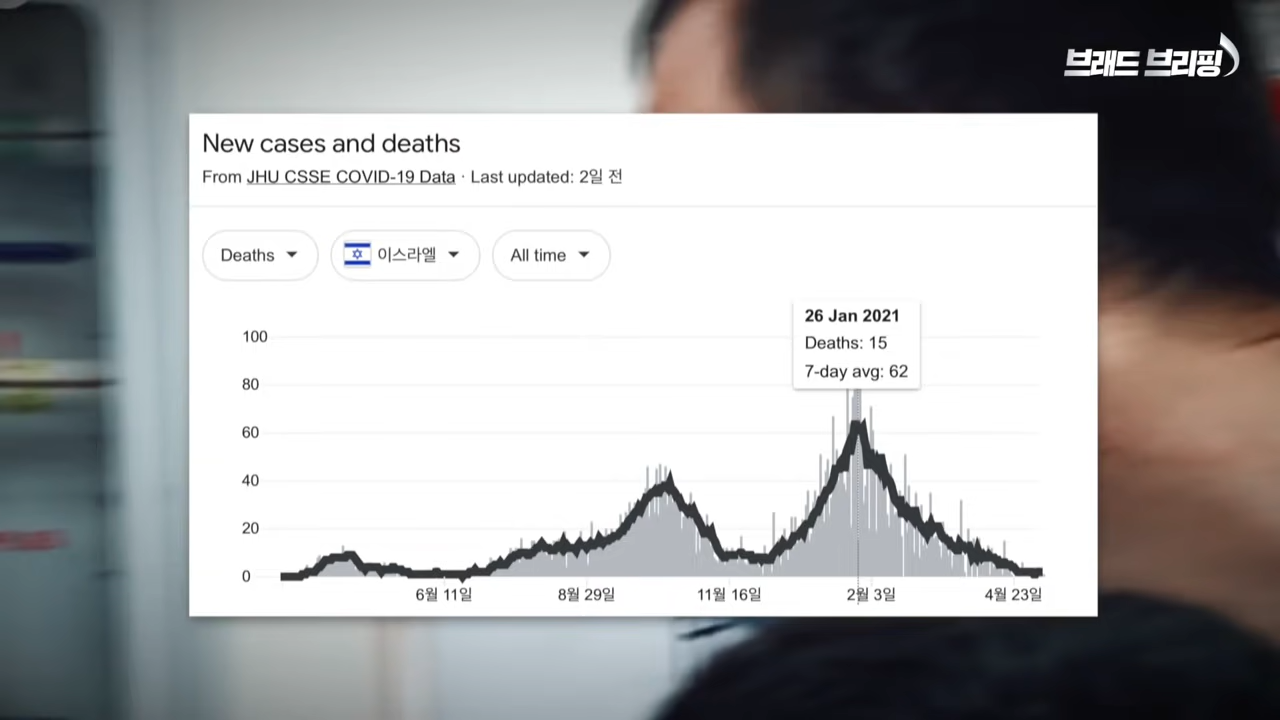 브래드 브리핑
New cases and deaths
From JHU CSSE COVID-19 Data · Last updated: 2일 전
Deaths
이스라엘
All time
26 Jan 2021
Deaths: 15
7-day avg: 62
100
80
60
40
20
0
6월 11일
8월 29일
11월 16일
2월 3일
4월 23일